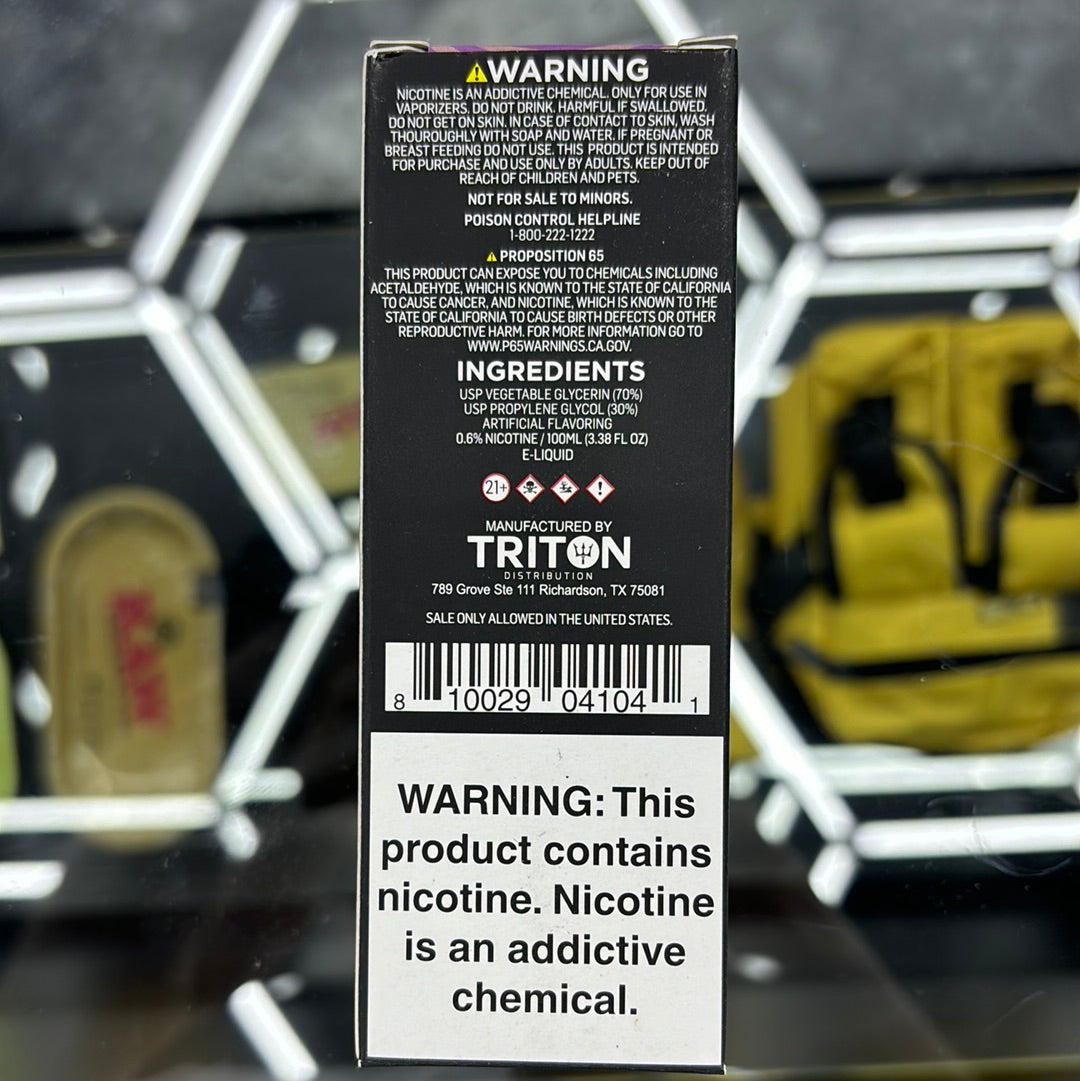 WARNING
NICOTINE IS AN ADDICTIVE CHEMICAL. ONLY FOR USE IN
VAPORIZERS. DO NOT DRINK. HARMFUL IF SWALLOWED.
DO NOT GET ON SKIN. IN CASE OF CONTACT TO SKIN, WASH
THOUROUGHLY WITH SOAP AND WATER. IF PREGNANT OR
BREAST FEEDING DO NOT USE. THIS PRODUCT IS INTENDED
FOR PURCHASE AND USE ONLY BY ADULTS. KEEP OUT OF
REACH OF CHILDREN AND PETS.
NOT FOR SALE TO MINORS.
POISON CONTROL HELPLINE
1-800-222-1222
PROPOSITION 65
THIS PRODUCT CAN EXPOSE YOU TO CHEMICALS INCLUDING
ACETALDEHYDE, WHICH IS KNOWN TO THE STATE OF CALIFORNIA
TO CAUSE CANCER, AND NICOTINE, WHICH IS KNOWN TO THE
STATE OF CALIFORNIA TO CAUSE BIRTH DEFECTS OR OTHER
REPRODUCTIVE HARM. FOR MORE INFORMATION GO TO
WWW.P65WARNINGS.CA.GOV.
INGREDIENTS
USP VEGETABLE GLYCERIN (70%)
USP PROPYLENE GLYCOL (30%)
ARTIFICIAL FLAVORING
0.6% NICOTINE / 100ML (3.38 FL OZ)
E-LIQUID
21+
MANUFACTURED BY
TRITON
DISTRIBUTION
789 Grove Ste 111 Richardson, TX 75081
SALE ONLY ALLOWED IN THE UNITED STATES.
8 10029 04104 1
WARNING: This
product contains
nicotine. Nicotine
is an addictive
chemical.
RAW